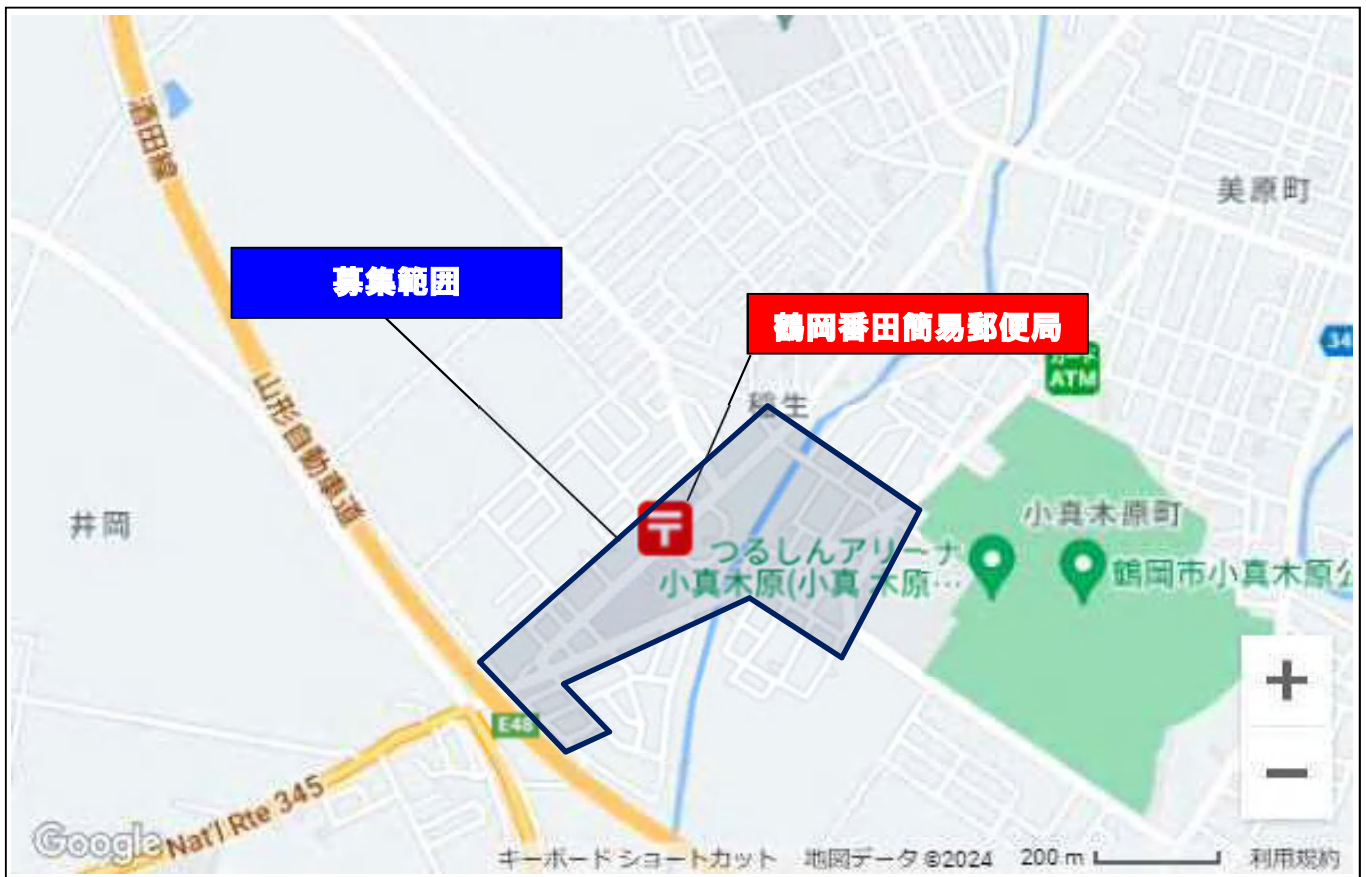 酒田線
美原町
募集範囲
鶴岡番田簡易郵便局
34
カード
ATM
稲生
山形自動車道
井岡
小真木原町
〒
つるしんアリーナ
小真木原(小真 木原…
鶴岡市小真木原公
+
E48
−
Nat'l Rte 345
Google
キーボード ショートカット
地図データ ©2024
200 m
利用規約